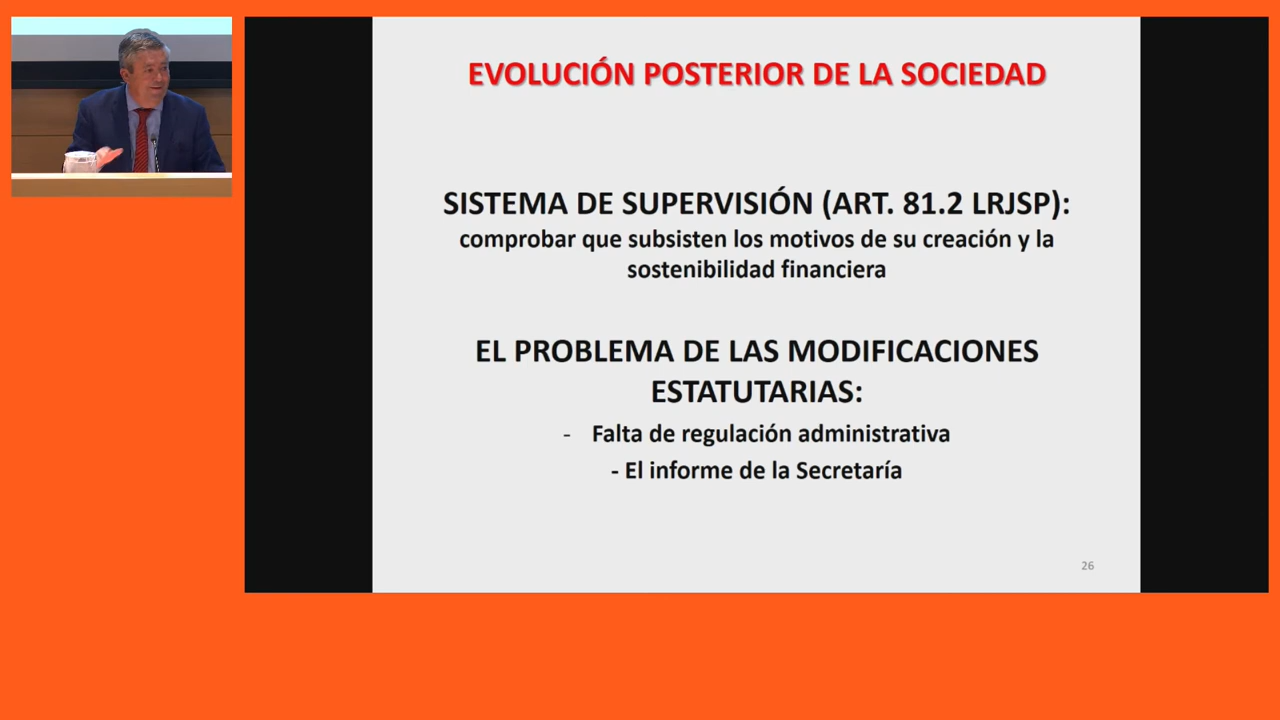 EVOLUCIÓN POSTERIOR DE LA SOCIEDAD
SISTEMA DE SUPERVISIÓN (ART. 81.2 LRJSP):
comprobar que subsisten los motivos de su creación y la
sostenibilidad financiera
EL PROBLEMA DE LAS MODIFICACIONES
ESTATUTARIAS:
- Falta de regulación administrativa
- El informe de la Secretaría
26